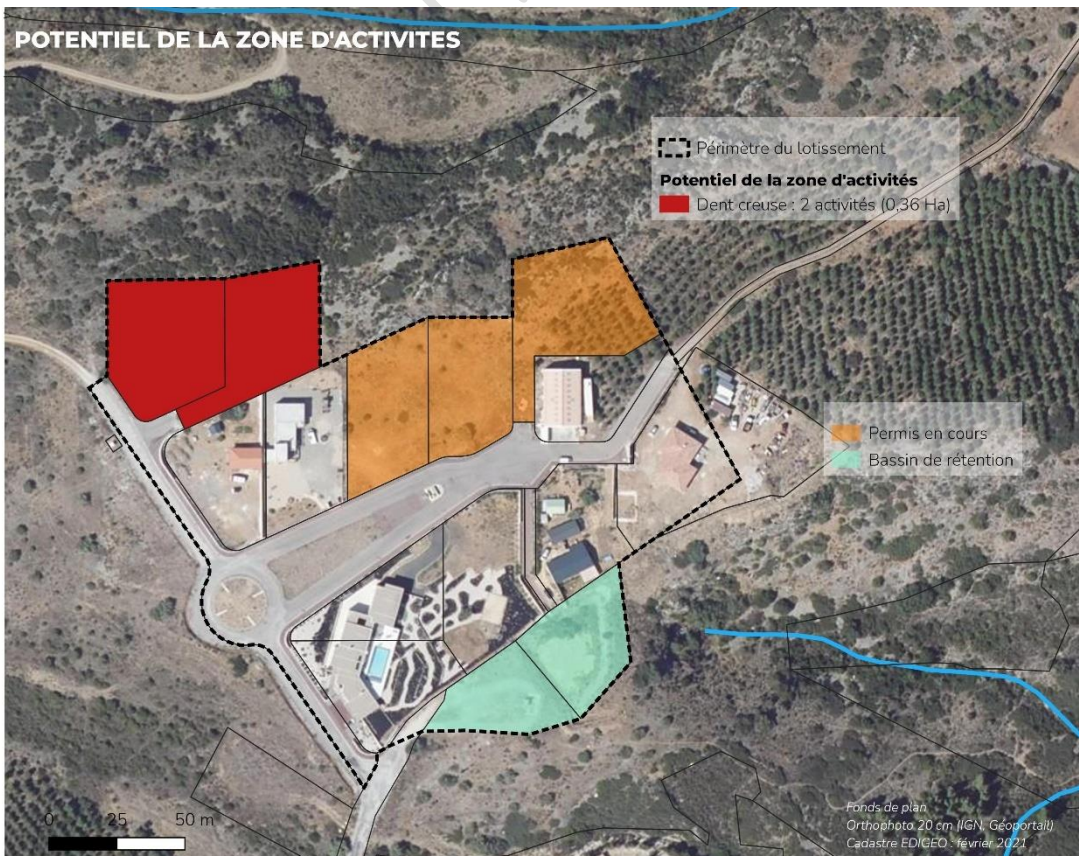 POTENTIEL DE LA ZONE D'ACTIVITES
Périmètre du lotissement
Potentiel de la zone d'activités
Dent creuse : 2 activités (0,36 Ha)
Permis en cours
Bassin de rétention
0 25 50 m
Fonds de plan
Orthophoto 20 cm (IGN, Géoportail)
Cadastre EDIGEO : février 2021